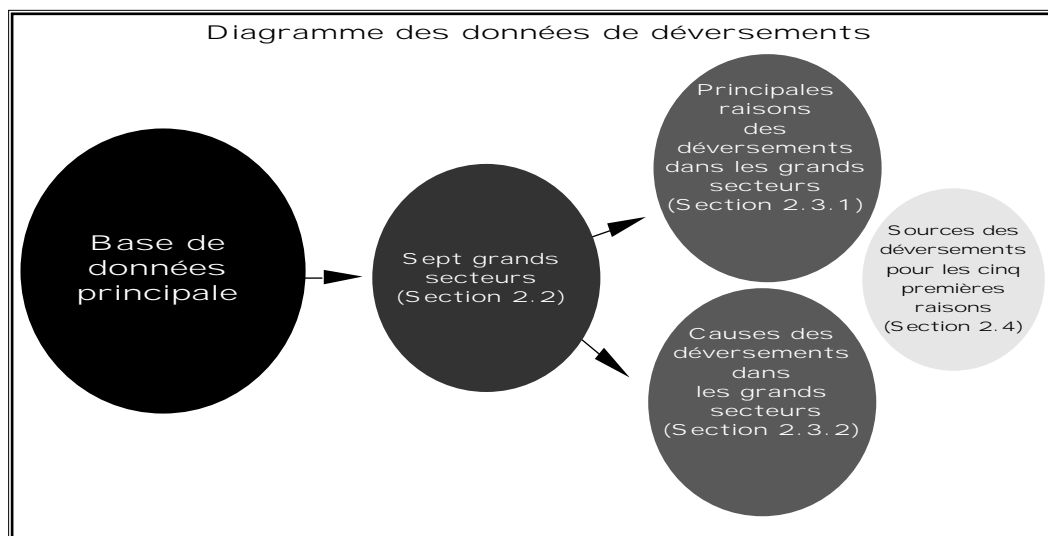 Diagramme des données de déversements
Base de
données
principale
Sept grands
secteurs
(Section 2.2)
Principales
raisons
des
déversements
dans les grands
secteurs
(Section 2.3.1)
Causes des
déversements
dans
les grands
secteurs
(Section 2.3.2)
Sources des
déversements
pour les cinq
premières
raisons
(Section 2.4)